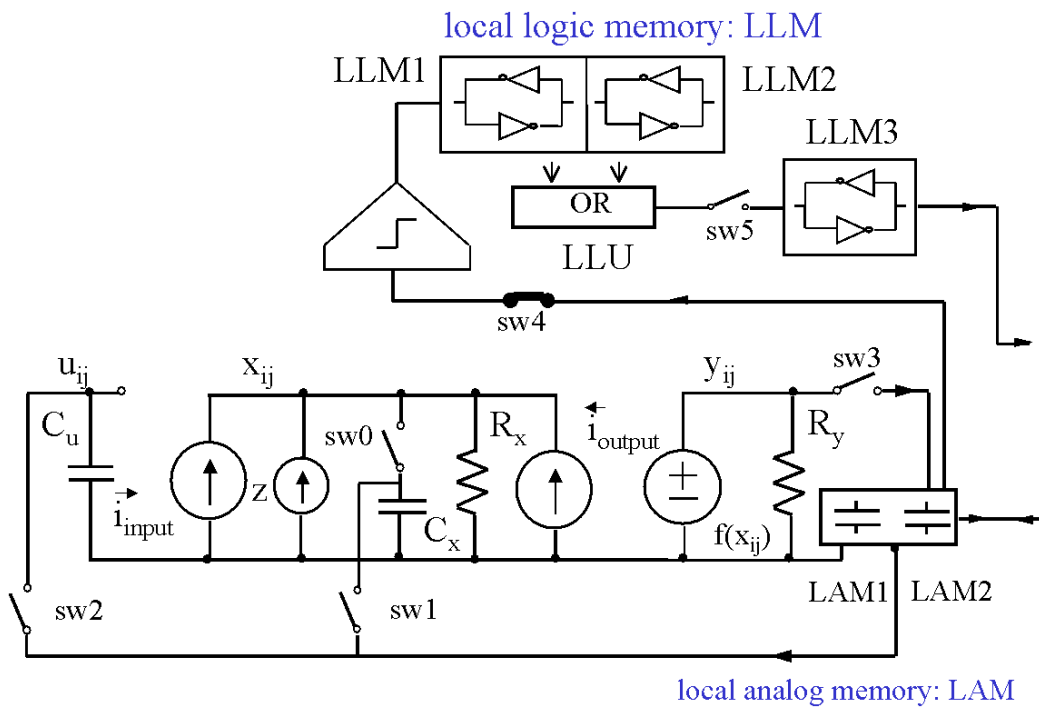 local logic memory: LLM
LLM1
LLM2
LLM3
OR
sw5
LLU
sw4
u_ij
x_ij
y_ij
sw3
C_u
sw0
R_x
i_output
R_y
z
i_input
C_x
+
−
f(x_ij)
LAM1
LAM2
sw2
sw1
local analog memory: LAM